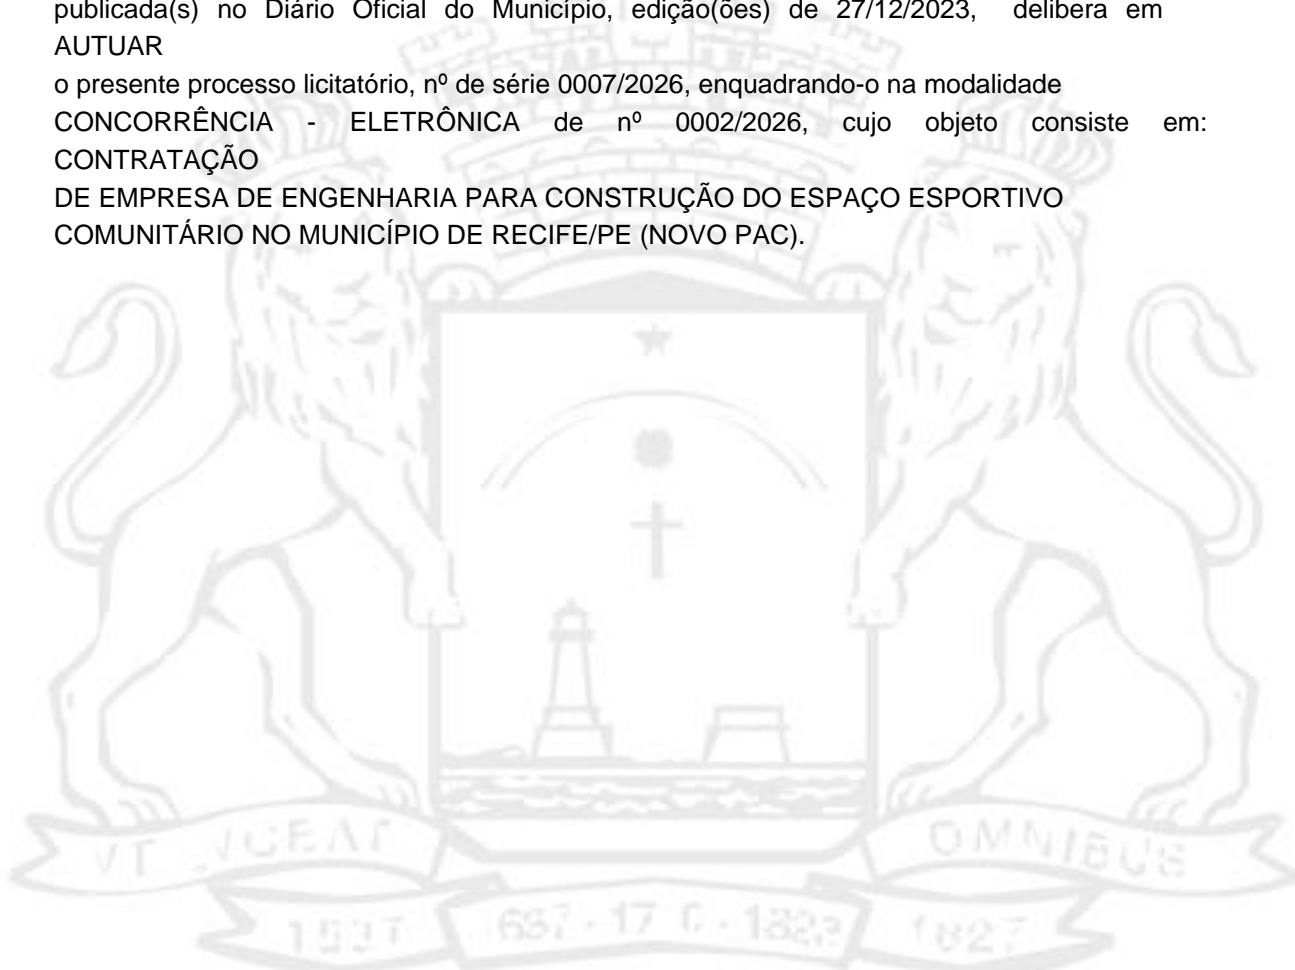 publicada(s) no Diário Oficial do Município, edição(ões) de 27/12/2023, delibera em
AUTUAR
o presente processo licitatório, nº de série 0007/2026, enquadrando-o na modalidade
CONCORRÊNCIA - ELETRÔNICA de nº 0002/2026, cujo objeto consiste em:
CONTRATAÇÃO
DE EMPRESA DE ENGENHARIA PARA CONSTRUÇÃO DO ESPAÇO ESPORTIVO
COMUNITÁRIO NO MUNICÍPIO DE RECIFE/PE (NOVO PAC).
OMNIBUS